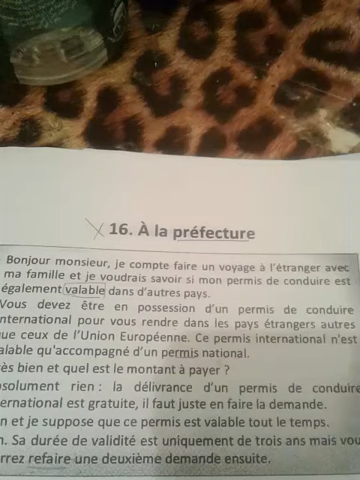 16. À la préfecture
Bonjour monsieur, je compte faire un voyage à l'étranger avec
ma famille et je voudrais savoir si mon permis de conduire est
également valable dans d'autres pays.
Vous devez être en possession d'un permis de conduire
international pour vous rendre dans les pays étrangers autres
que ceux de l'Union Européenne. Ce permis international n'est
alable qu'accompagné d'un permis national.
rès bien et quel est le montant à payer ?
bsolument rien : la délivrance d'un permis de conduire
ernational est gratuite, il faut juste en faire la demande.
n et je suppose que ce permis est valable tout le temps.
n. Sa durée de validité est uniquement de trois ans mais vou
rrez refaire une deuxième demande ensuite.